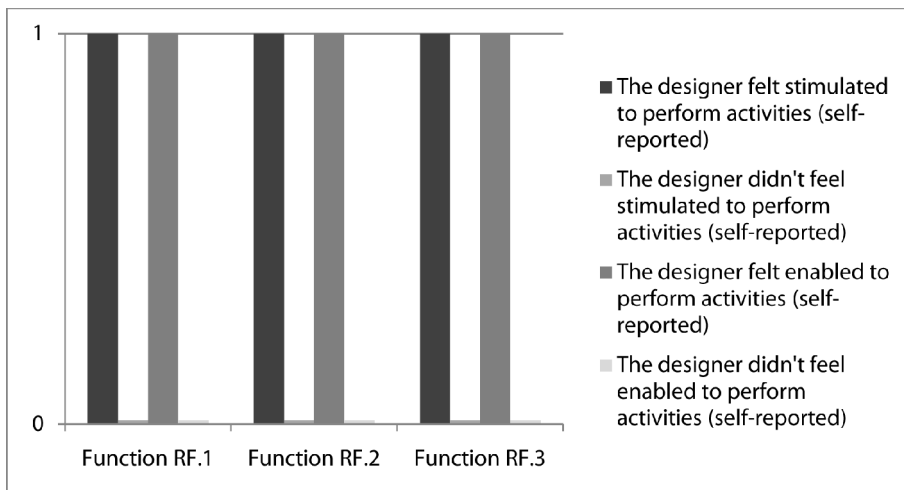 1
0
Function RF.1
Function RF.2
Function RF.3
The designer felt stimulated
to perform activities (self-
reported)
The designer didn't feel
stimulated to perform
activities (self-reported)
The designer felt enabled to
perform activities (self-
reported)
The designer didn't feel
enabled to perform
activities (self-reported)